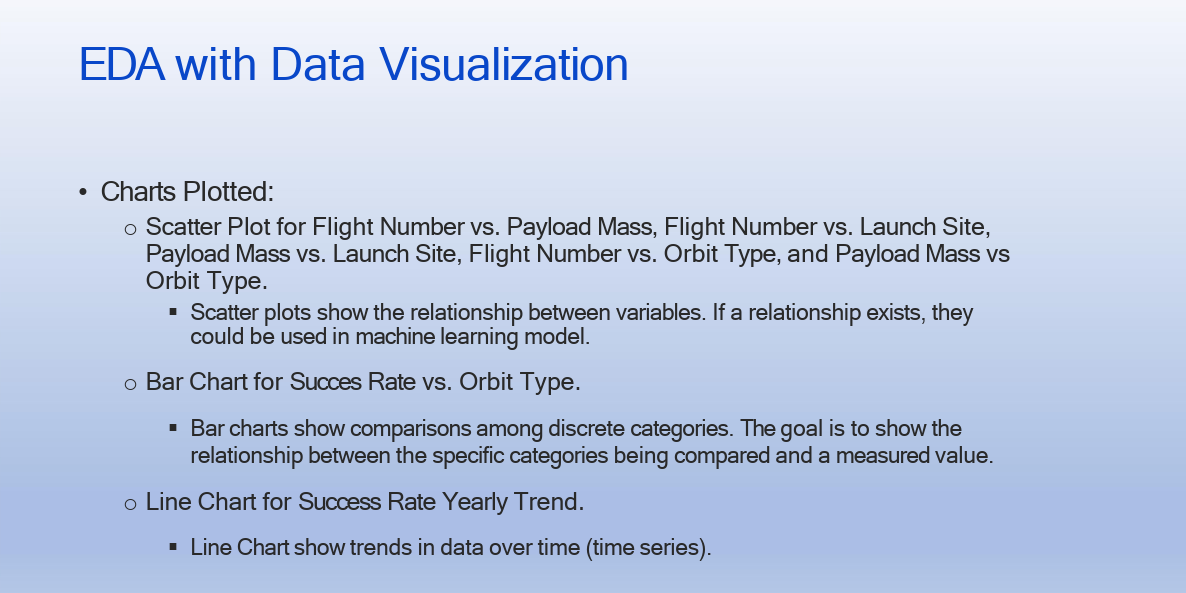 EDA with Data Visualization
• Charts Plotted:
o Scatter Plot for Flight Number vs. Payload Mass, Flight Number vs. Launch Site,
Payload Mass vs. Launch Site, Flight Number vs. Orbit Type, and Payload Mass vs
Orbit Type.
▪ Scatter plots show the relationship between variables. If a relationship exists, they
could be used in machine learning model.
o Bar Chart for Succes Rate vs. Orbit Type.
▪ Bar charts show comparisons among discrete categories. The goal is to show the
relationship between the specific categories being compared and a measured value.
o Line Chart for Success Rate Yearly Trend.
▪ Line Chart show trends in data over time (time series).